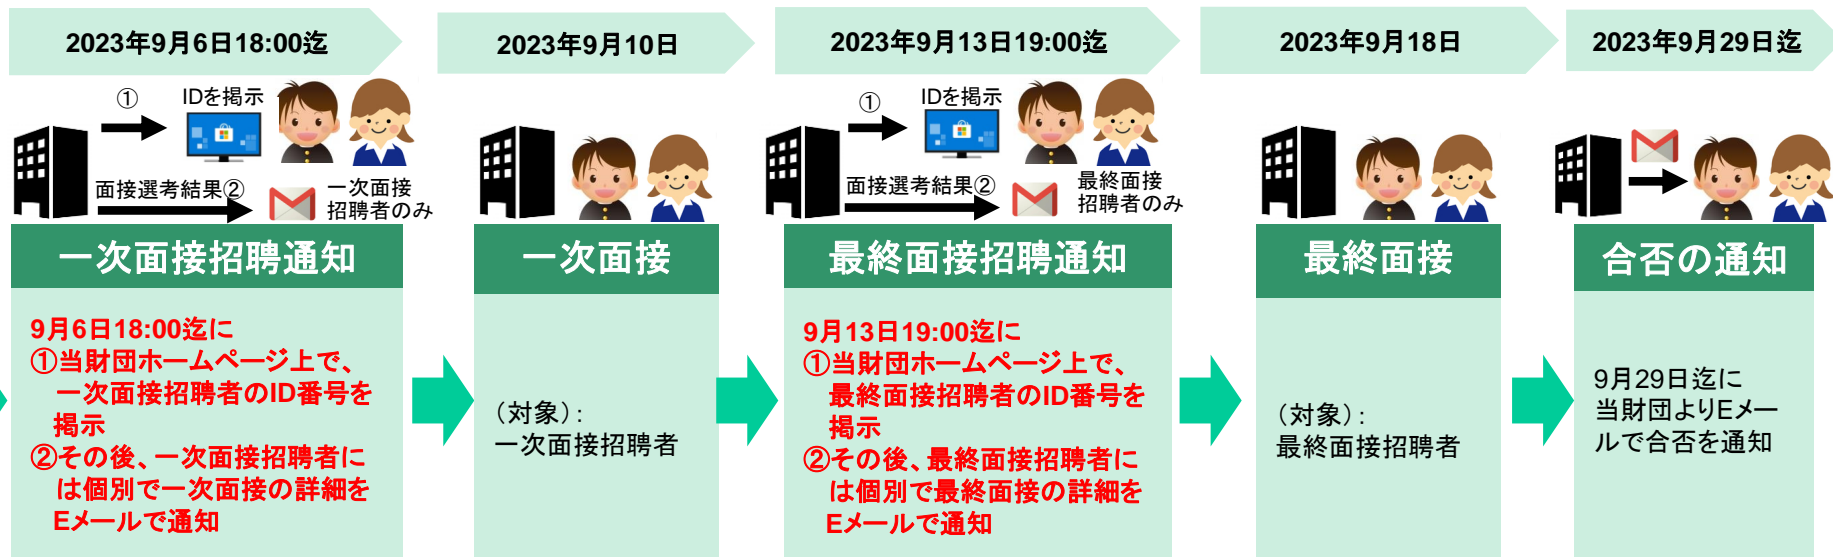 2023年9月6日18:00迄
2023年9月10日
2023年9月13日19:00迄
2023年9月18日
2023年9月29日迄
①
IDを掲示
面接選考結果②
一次面接
招聘者のみ
①
IDを掲示
面接選考結果②
最終面接
招聘者のみ
一次面接招聘通知
9月6日18:00迄に
①当財団ホームページ上で、
一次面接招聘者のID番号を
掲示
②その後、一次面接招聘者に
は個別で一次面接の詳細を
Eメールで通知
一次面接
（対象）：
一次面接招聘者
最終面接招聘通知
9月13日19:00迄に
①当財団ホームページ上で、
最終面接招聘者のID番号を
掲示
②その後、最終面接招聘者に
は個別で最終面接の詳細を
Eメールで通知
最終面接
（対象）：
最終面接招聘者
合否の通知
9月29日迄に
当財団よりEメー
ルで合否を通知